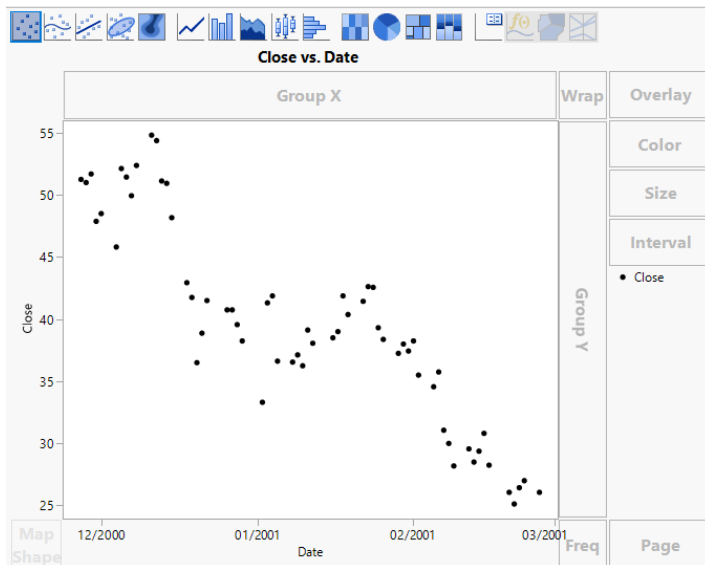 Close vs. Date
Group X
Wrap
Overlay
Color
Size
Interval
Close
Group Y
55
50
45
40
35
30
25
Close
12/2000
01/2001
02/2001
03/2001
Date
Map
Shape
Freq
Page